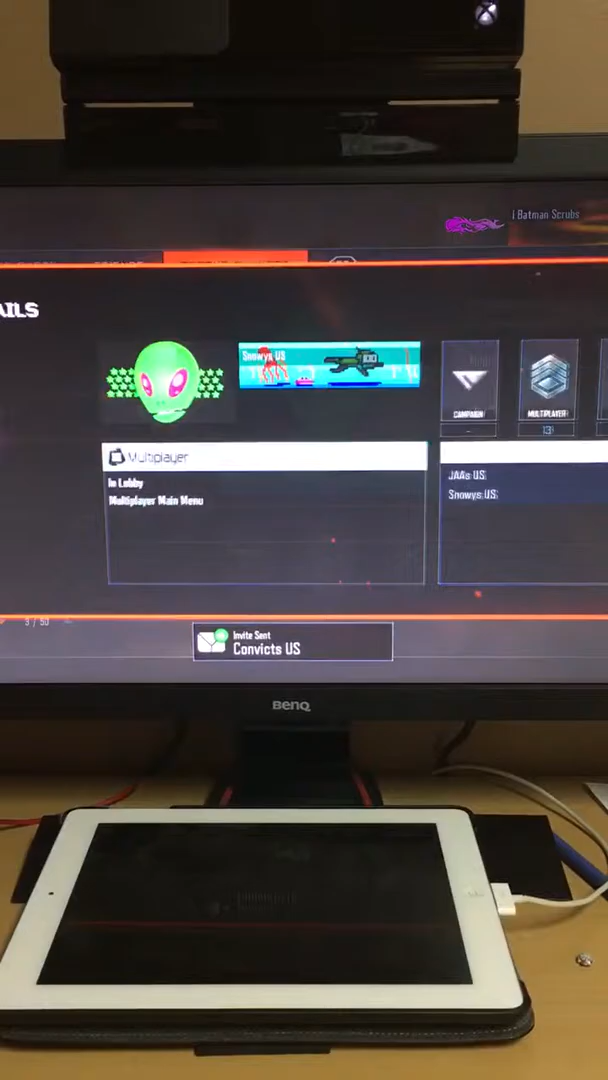 i Batman Scrubs
AILS
Snowyx US
CAMPAIGN
MULTIPLAYER
Multiplayer
In Lobby
Multiplayer Main Menu
JAAs US
Snowys US
Invite Sent
Convicts US
BenQ